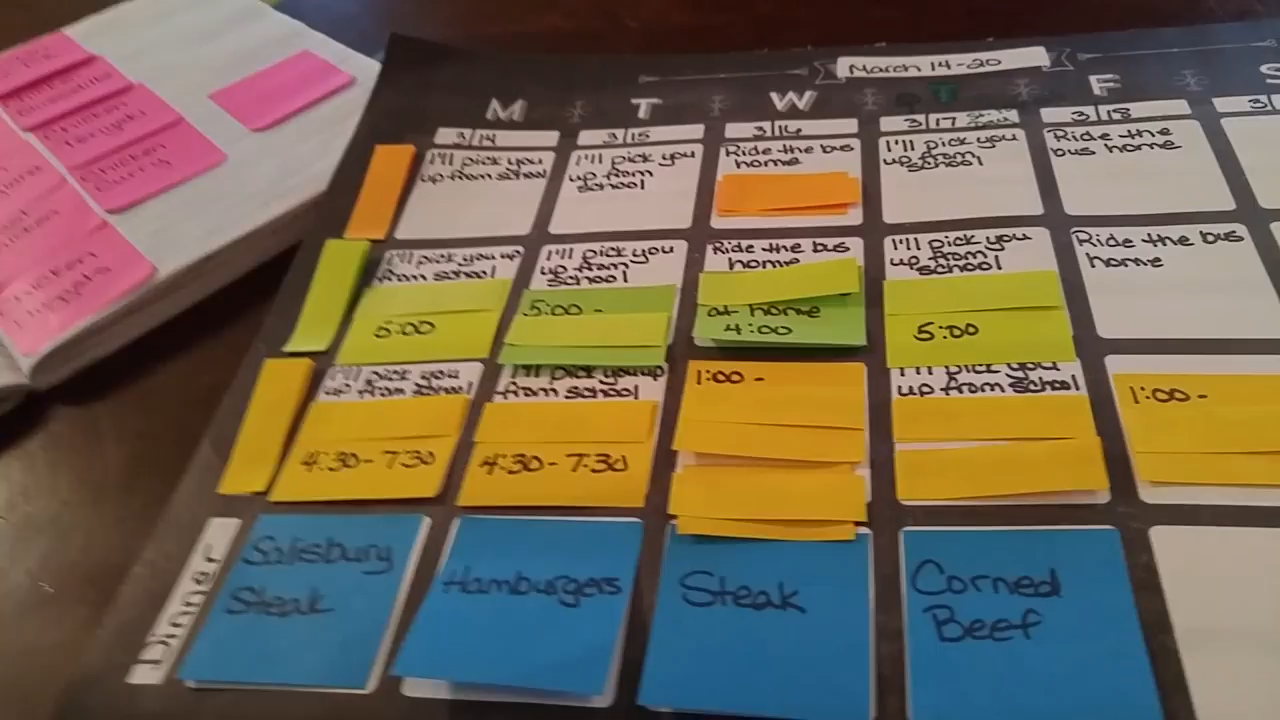 March 14-20
M T W T F S
3/14 3/15 3/16 3/17 3/18 3/
I'll pick you
up from school
I'll pick you
up from
school
Ride the bus
home
I'll pick you
up from
school
Ride the
bus home
I'll pick you up
from school
5:00
I'll pick you
up from
school
5:00 -
Ride the bus
home
at home
4:00
I'll pick you
up from
school
5:00
Ride the bus
home
I'll pick you
up from school
4:30-7:30
I'll pick you up
from school
4:30-7:30
1:00 -
I'll pick you
up from school
1:00 -
Dinner
Salisbury
Steak
Hamburgers
Steak
Corned
Beef
Chicken
Teriyaki
Chicken
Curry